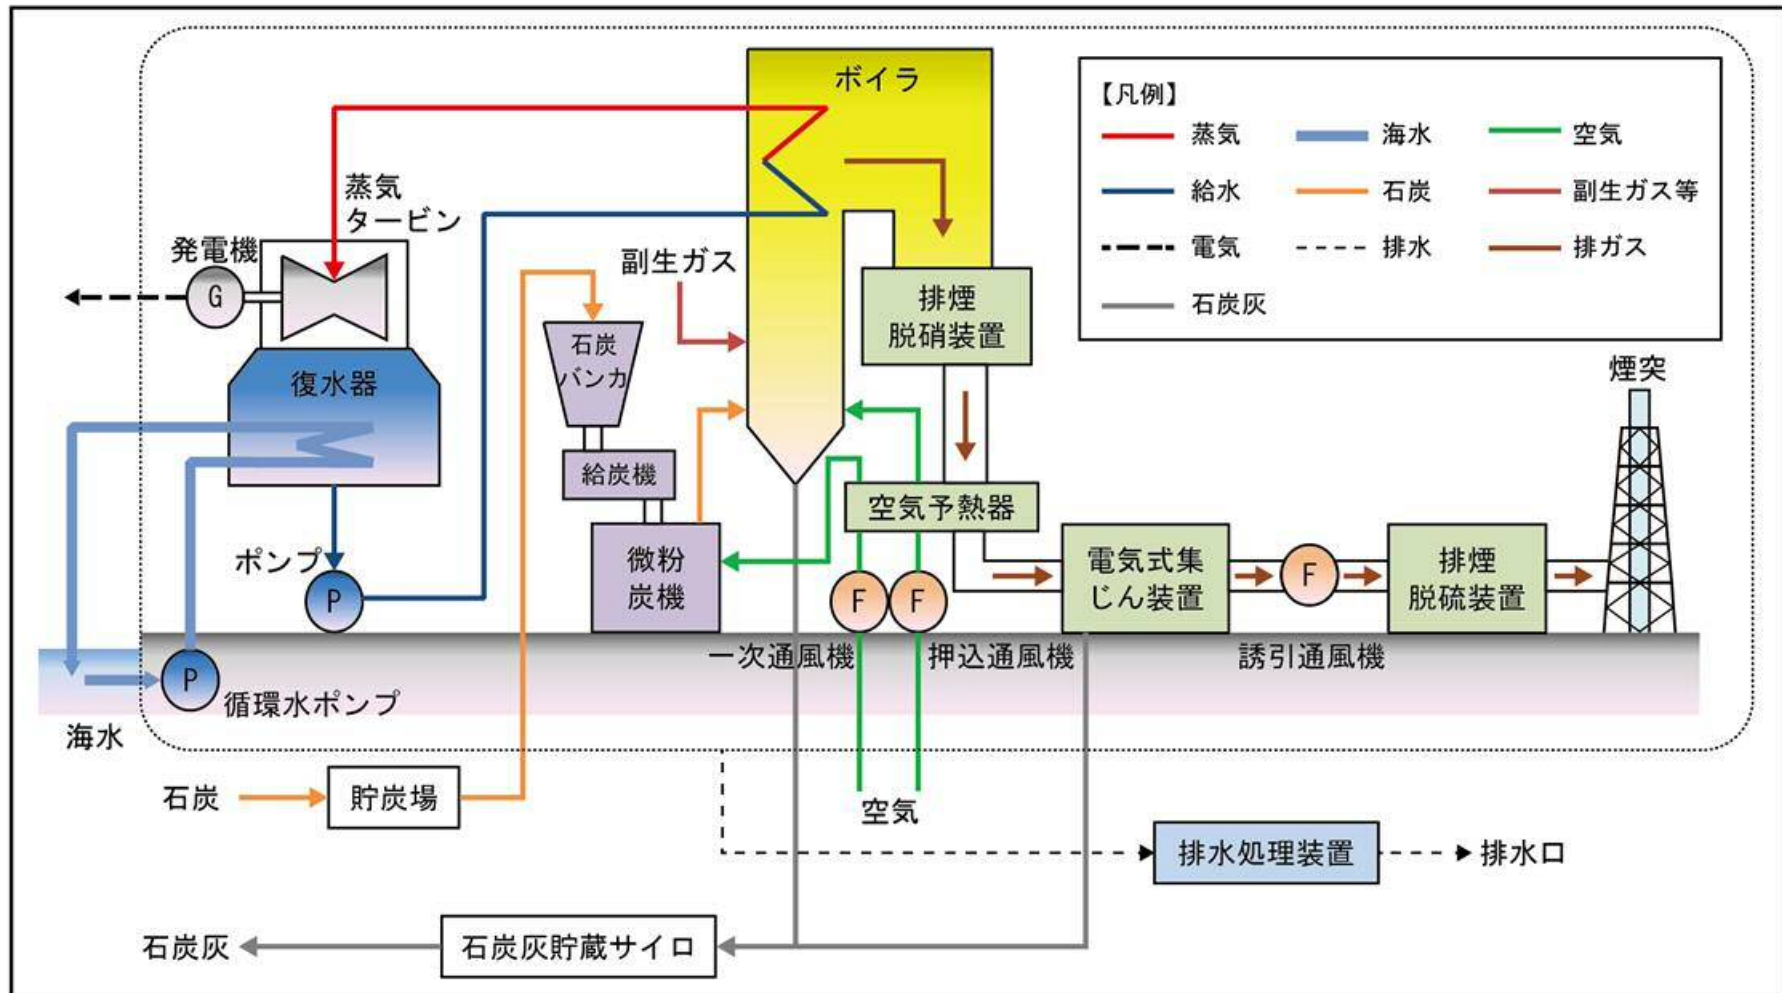 ボイラ
【凡例】
蒸気
海水
空気
給水
石炭
副生ガス等
電気
排水
排ガス
石炭灰
蒸気
タービン
発電機
G
副生ガス
石炭
バンカ
排煙
脱硝装置
煙突
復水器
給炭機
空気予熱器
ポンプ
P
微粉
炭機
F
F
電気式集
じん装置
F
排煙
脱硫装置
一次通風機
押込通風機
誘引通風機
P
循環水ポンプ
海水
石炭
貯炭場
空気
排水処理装置
排水口
石炭灰
石炭灰貯蔵サイロ